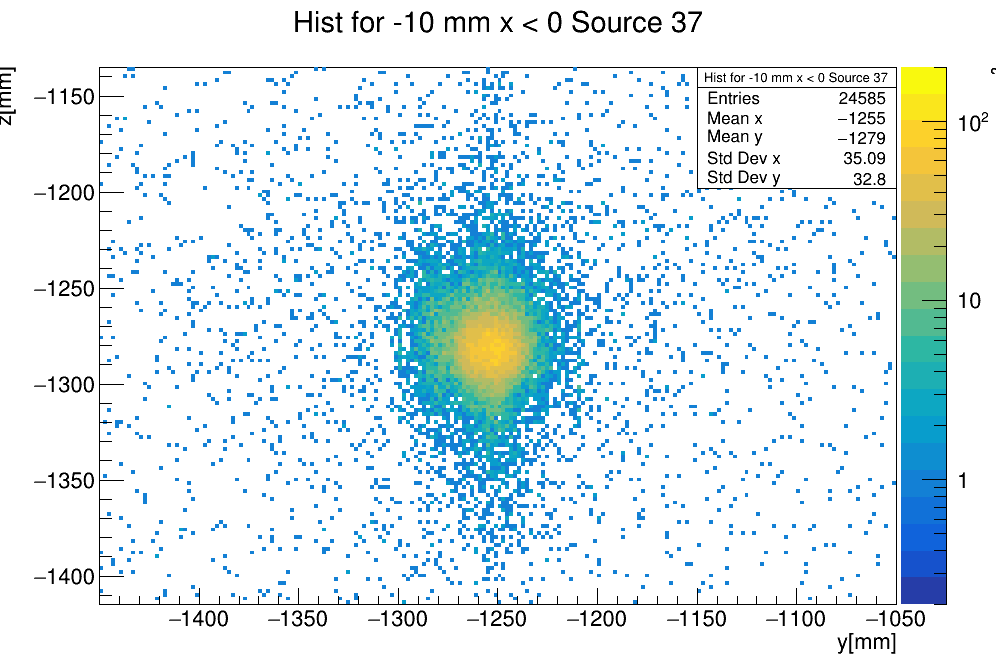 Hist for -10 mm x < 0 Source 37
z[mm]
Hist for -10 mm x < 0 Source 37
Entries 24585
Mean x −1255
Mean y −1279
Std Dev x 35.09
Std Dev y 32.8
−1150
−1200
−1250
−1300
−1350
−1400
10²
10
1
−1400 −1350 −1300 −1250 −1200 −1150 −1100 −1050
y[mm]